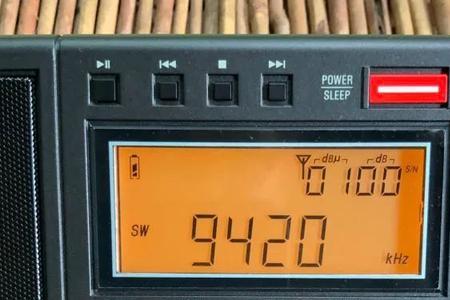 POWER
SLEEP
dBμ dB
0100 S/N
SW 9420 kHz